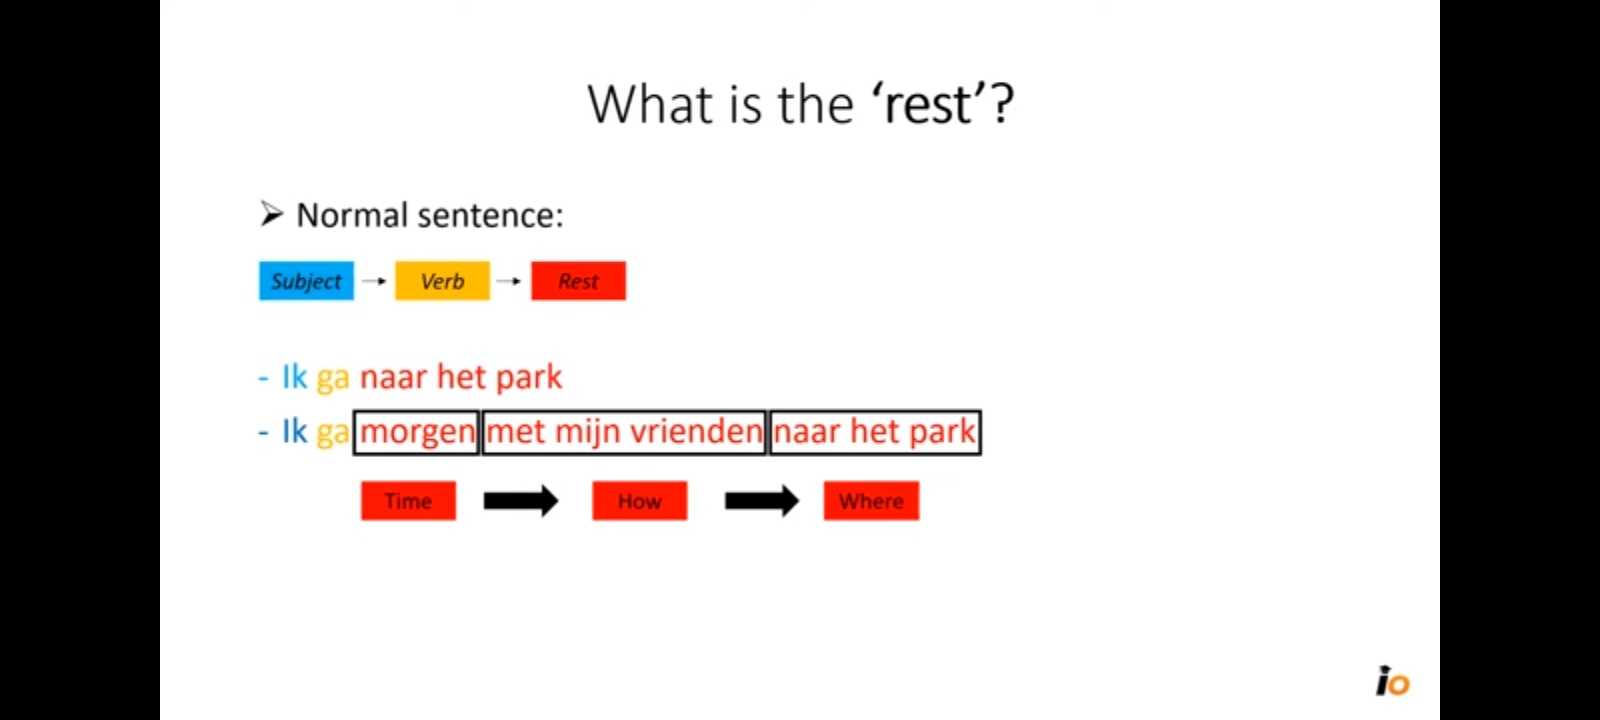 What is the ‘rest’?
➢ Normal sentence:
Subject → Verb → Rest
- Ik ga naar het park
- Ik ga morgen met mijn vrienden naar het park
Time How Where
io